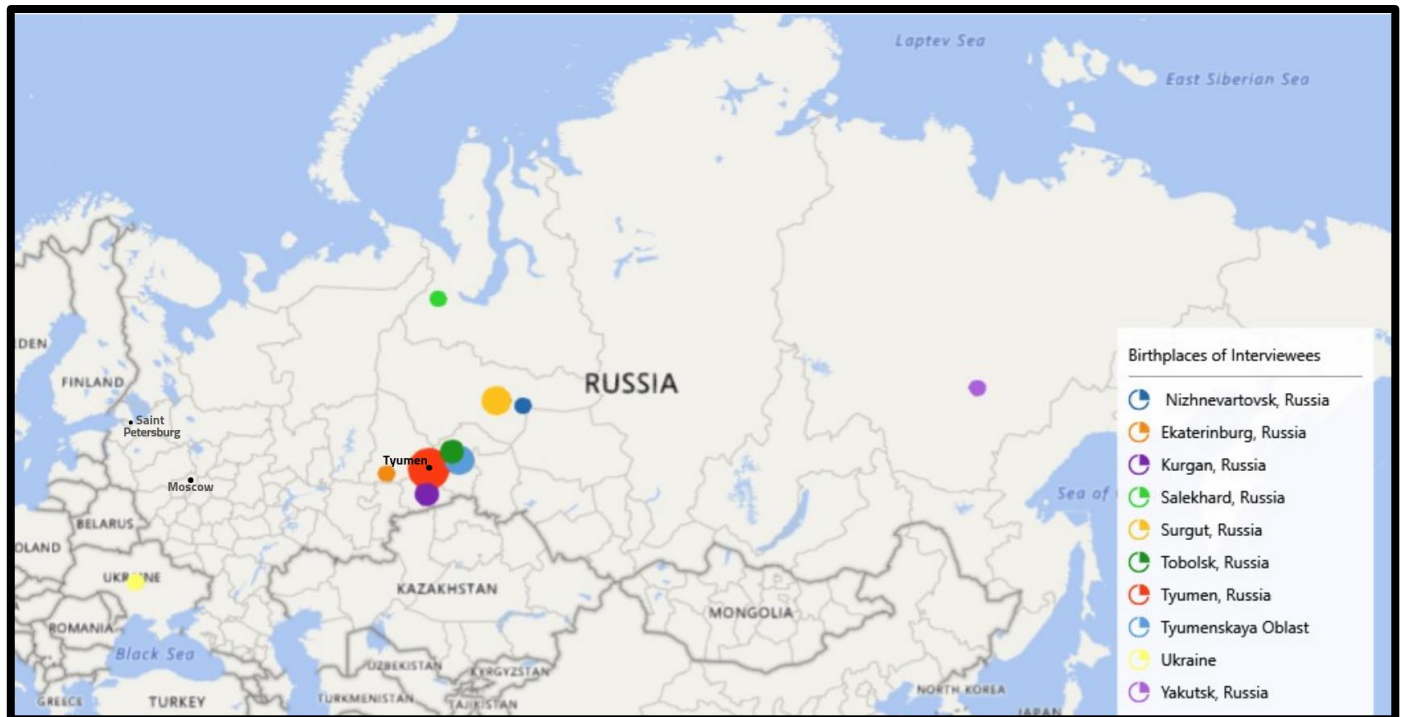 Laptev Sea
East Siberian Sea
EDEN
FINLAND
RUSSIA
Saint
Petersburg
Tyumen
Moscow
Sea of
BELARUS
OLAND
UKRAINE
KAZAKHSTAN
MONGOLIA
ROMANIA
Black Sea
UZBEKISTAN
KYRGYZSTAN
GREECE
TURKEY
TURKMENISTAN
TAJIKISTAN
NORTH KOREA
JAPAN
Birthplaces of Interviewees
Nizhnevartovsk, Russia
Ekaterinburg, Russia
Kurgan, Russia
Salekhard, Russia
Surgut, Russia
Tobolsk, Russia
Tyumen, Russia
Tyumenskaya Oblast
Ukraine
Yakutsk, Russia